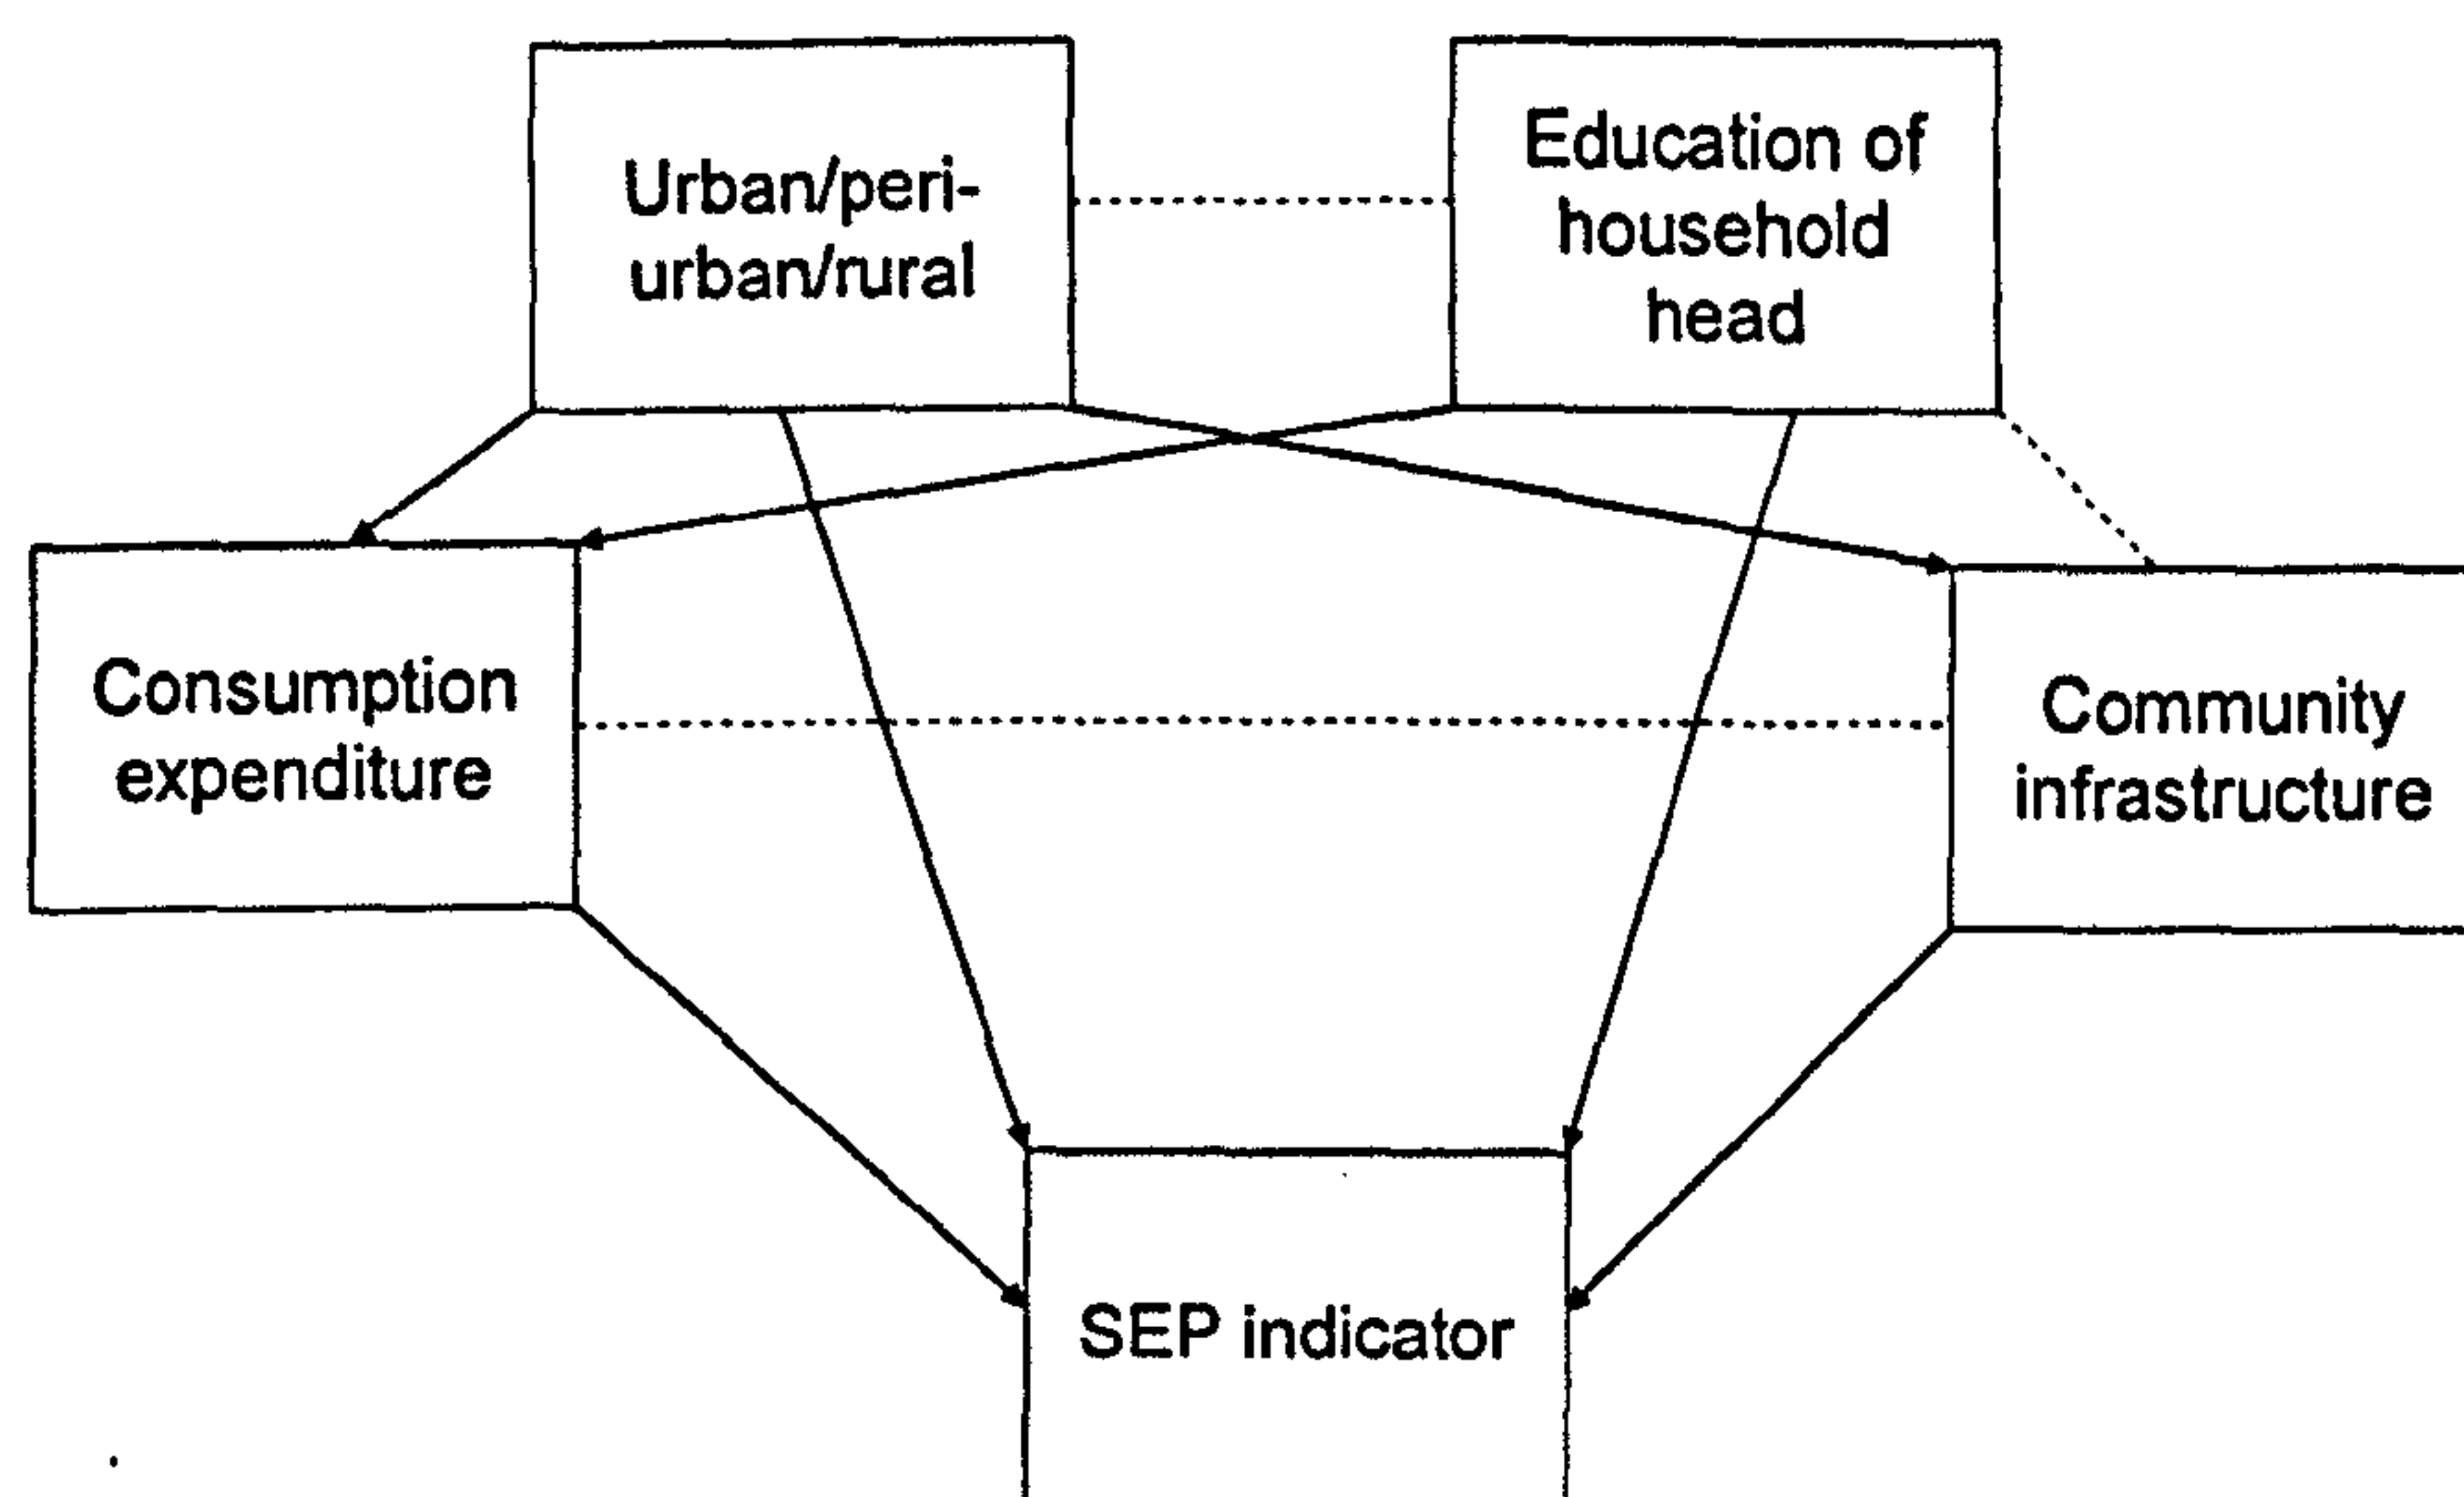 Urban/peri-
urban/rural
Education of
household
head
Consumption
expenditure
Community
infrastructure
SEP indicator